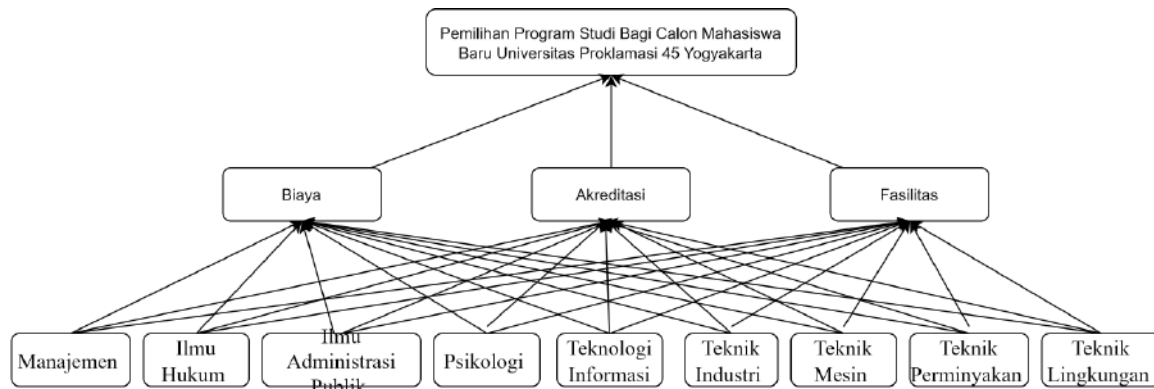 Pemilihan Program Studi Bagi Calon Mahasiswa
Baru Universitas Proklamasi 45 Yogyakarta
Biaya
Akreditasi
Fasilitas
Manajemen
Ilmu
Hukum
Ilmu
Administrasi
Publik
Psikologi
Teknologi
Informasi
Teknik
Industri
Teknik
Mesin
Teknik
Perminyakan
Teknik
Lingkungan